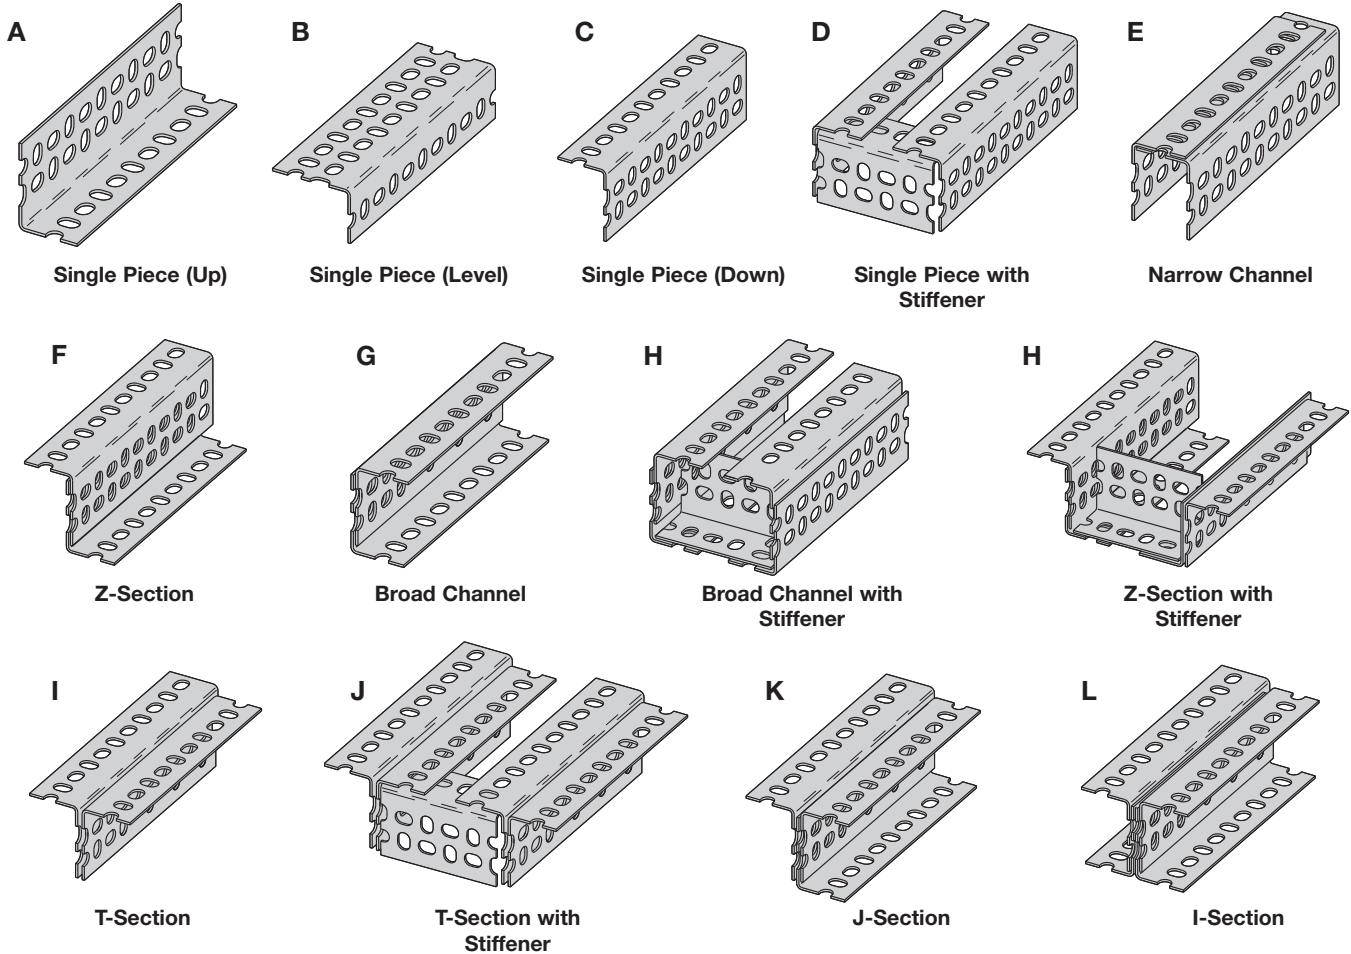 A
B
C
D
E
Single Piece (Up)
Single Piece (Level)
Single Piece (Down)
Single Piece with
Stiffener
Narrow Channel
F
G
H
H
Z-Section
Broad Channel
Broad Channel with
Stiffener
Z-Section with
Stiffener
I
J
K
L
T-Section
T-Section with
Stiffener
J-Section
I-Section